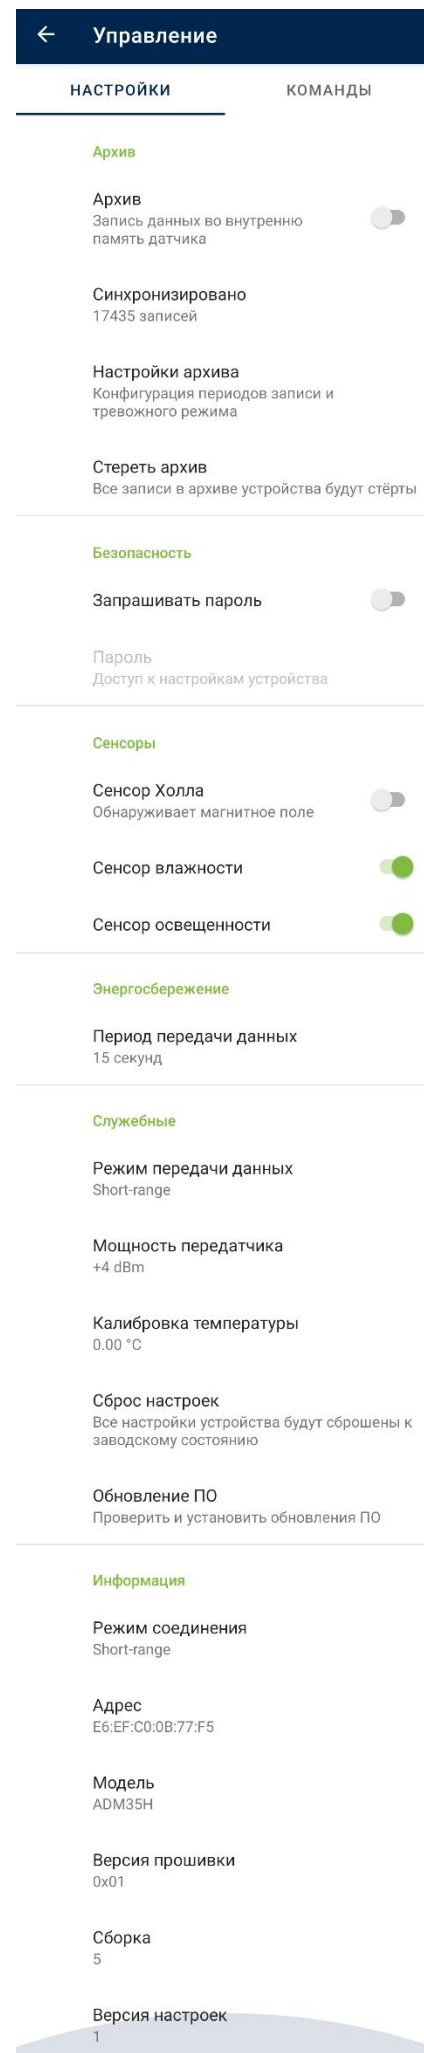 Управление
НАСТРОЙКИ
КОМАНДЫ
Архив
Архив
Запись данных во внутренню
память датчика
Синхронизировано
17435 записей
Настройки архива
Конфигурация периодов записи и
тревожного режима
Стереть архив
Все записи в архиве устройства будут стёрты
Безопасность
Запрашивать пароль
Пароль
Доступ к настройкам устройства
Сенсоры
Сенсор Холла
Обнаруживает магнитное поле
Сенсор влажности
Сенсор освещенности
Энергосбережение
Период передачи данных
15 секунд
Служебные
Режим передачи данных
Short-range
Мощность передатчика
+4 dBm
Калибровка температуры
0.00 °C
Сброс настроек
Все настройки устройства будут сброшены к
заводскому состоянию
Обновление ПО
Проверить и установить обновления ПО
Информация
Режим соединения
Short-range
Адрес
E6:EF:C0:0B:77:F5
Модель
ADM35H
Версия прошивки
0x01
Сборка
5
Версия настроек
1